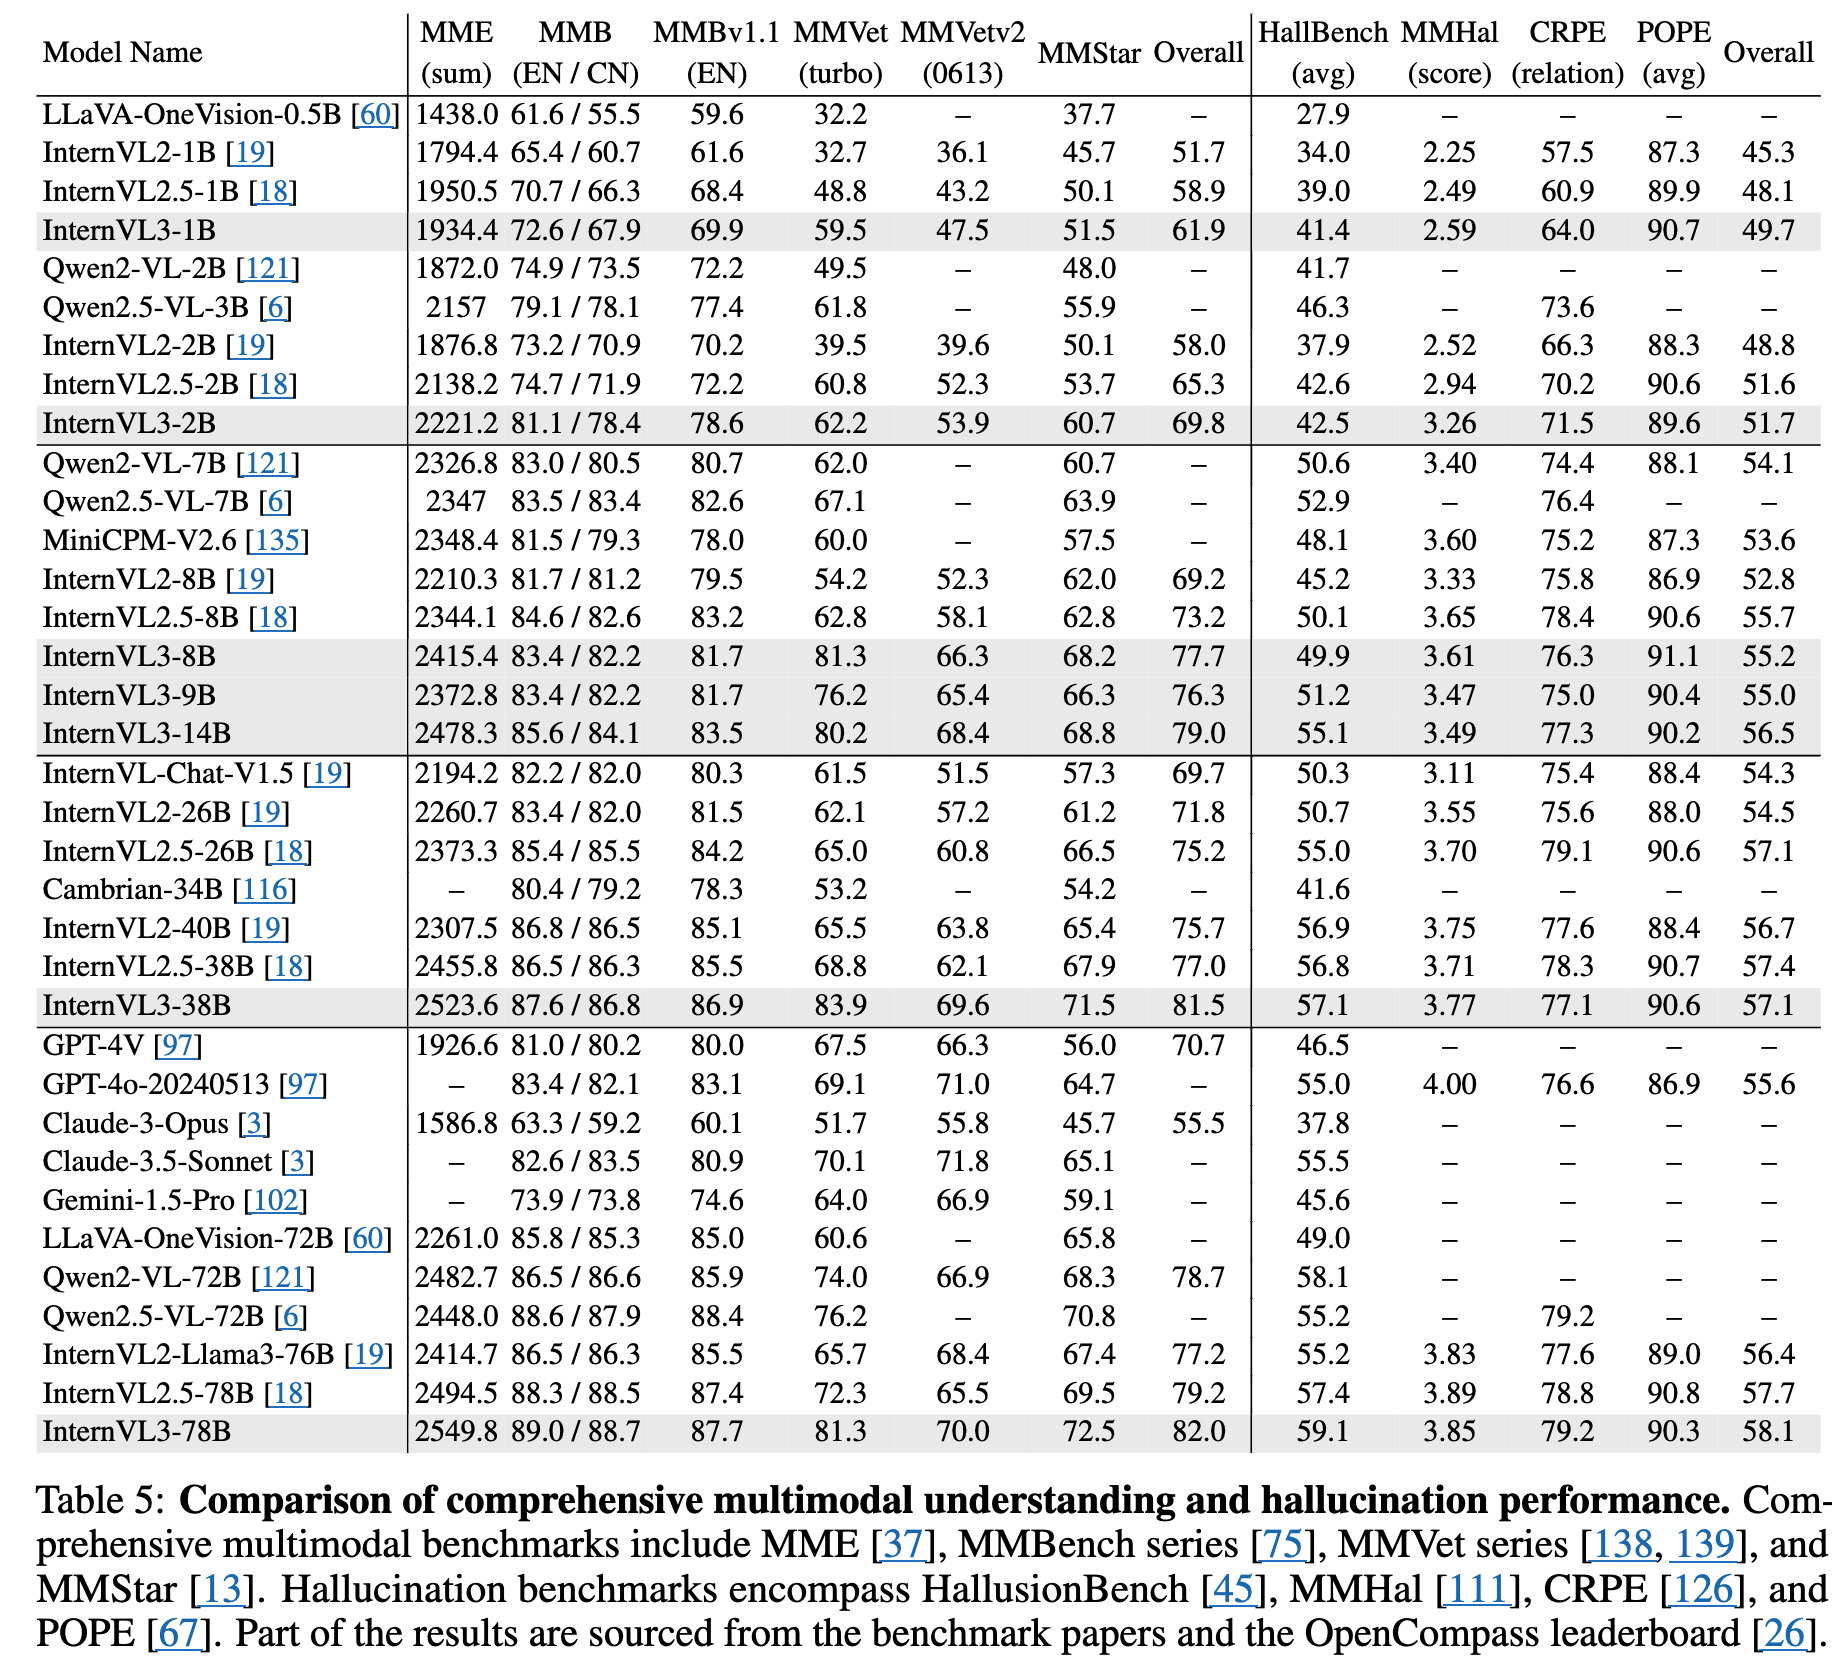 Model Name MME (sum) MMB (EN / CN) MMBv1.1 (EN) MMVet (turbo) MMVetv2 (0613) MMStar Overall HallBench (avg) MMHal (score) CRPE (relation) POPE (avg) Overall
LLaVA-OneVision-0.5B [60] 1438.0 61.6 / 55.5 59.6 32.2 – 37.7 – 27.9 – – – –
InternVL2-1B [19] 1794.4 65.4 / 60.7 61.6 32.7 36.1 45.7 51.7 34.0 2.25 57.5 87.3 45.3
InternVL2.5-1B [18] 1950.5 70.7 / 66.3 68.4 48.8 43.2 50.1 58.9 39.0 2.49 60.9 89.9 48.1
InternVL3-1B 1934.4 72.6 / 67.9 69.9 59.5 47.5 51.5 61.9 41.4 2.59 64.0 90.7 49.7
Qwen2-VL-2B [121] 1872.0 74.9 / 73.5 72.2 49.5 – 48.0 – 41.7 – – – –
Qwen2.5-VL-3B [6] 2157 79.1 / 78.1 77.4 61.8 – 55.9 – 46.3 – 73.6 – –
InternVL2-2B [19] 1876.8 73.2 / 70.9 70.2 39.5 39.6 50.1 58.0 37.9 2.52 66.3 88.3 48.8
InternVL2.5-2B [18] 2138.2 74.7 / 71.9 72.2 60.8 52.3 53.7 65.3 42.6 2.94 70.2 90.6 51.6
InternVL3-2B 2221.2 81.1 / 78.4 78.6 62.2 53.9 60.7 69.8 42.5 3.26 71.5 89.6 51.7
Qwen2-VL-7B [121] 2326.8 83.0 / 80.5 80.7 62.0 – 60.7 – 50.6 3.40 74.4 88.1 54.1
Qwen2.5-VL-7B [6] 2347 83.5 / 83.4 82.6 67.1 – 63.9 – 52.9 – 76.4 – –
MiniCPM-V2.6 [135] 2348.4 81.5 / 79.3 78.0 60.0 – 57.5 – 48.1 3.60 75.2 87.3 53.6
InternVL2-8B [19] 2210.3 81.7 / 81.2 79.5 54.2 52.3 62.0 69.2 45.2 3.33 75.8 86.9 52.8
InternVL2.5-8B [18] 2344.1 84.6 / 82.6 83.2 62.8 58.1 62.8 73.2 50.1 3.65 78.4 90.6 55.7
InternVL3-8B 2415.4 83.4 / 82.2 81.7 81.3 66.3 68.2 77.7 49.9 3.61 76.3 91.1 55.2
InternVL3-9B 2372.8 83.4 / 82.2 81.7 76.2 65.4 66.3 76.3 51.2 3.47 75.0 90.4 55.0
InternVL3-14B 2478.3 85.6 / 84.1 83.5 80.2 68.4 68.8 79.0 55.1 3.49 77.3 90.2 56.5
InternVL-Chat-V1.5 [19] 2194.2 82.2 / 82.0 80.3 61.5 51.5 57.3 69.7 50.3 3.11 75.4 88.4 54.3
InternVL2-26B [19] 2260.7 83.4 / 82.0 81.5 62.1 57.2 61.2 71.8 50.7 3.55 75.6 88.0 54.5
InternVL2.5-26B [18] 2373.3 85.4 / 85.5 84.2 65.0 60.8 66.5 75.2 55.0 3.70 79.1 90.6 57.1
Cambrian-34B [116] – 80.4 / 79.2 78.3 53.2 – 54.2 – 41.6 – – – –
InternVL2-40B [19] 2307.5 86.8 / 86.5 85.1 65.5 63.8 65.4 75.7 56.9 3.75 77.6 88.4 56.7
InternVL2.5-38B [18] 2455.8 86.5 / 86.3 85.5 68.8 62.1 67.9 77.0 56.8 3.71 78.3 90.7 57.4
InternVL3-38B 2523.6 87.6 / 86.8 86.9 83.9 69.6 71.5 81.5 57.1 3.77 77.1 90.6 57.1
GPT-4V [97] 1926.6 81.0 / 80.2 80.0 67.5 66.3 56.0 70.7 46.5 – – – –
GPT-4o-20240513 [97] – 83.4 / 82.1 83.1 69.1 71.0 64.7 – 55.0 4.00 76.6 86.9 55.6
Claude-3-Opus [3] 1586.8 63.3 / 59.2 60.1 51.7 55.8 45.7 55.5 37.8 – – – –
Claude-3.5-Sonnet [3] – 82.6 / 83.5 80.9 70.1 71.8 65.1 – 55.5 – – – –
Gemini-1.5-Pro [102] – 73.9 / 73.8 74.6 64.0 66.9 59.1 – 45.6 – – – –
LLaVA-OneVision-72B [60] 2261.0 85.8 / 85.3 85.0 60.6 – 65.8 – 49.0 – – – –
Qwen2-VL-72B [121] 2482.7 86.5 / 86.6 85.9 74.0 66.9 68.3 78.7 58.1 – – – –
Qwen2.5-VL-72B [6] 2448.0 88.6 / 87.9 88.4 76.2 – 70.8 – 55.2 – 79.2 – –
InternVL2-Llama3-76B [19] 2414.7 86.5 / 86.3 85.5 65.7 68.4 67.4 77.2 55.2 3.83 77.6 89.0 56.4
InternVL2.5-78B [18] 2494.5 88.3 / 88.5 87.4 72.3 65.5 69.5 79.2 57.4 3.89 78.8 90.8 57.7
InternVL3-78B 2549.8 89.0 / 88.7 87.7 81.3 70.0 72.5 82.0 59.1 3.85 79.2 90.3 58.1
Table 5: Comparison of comprehensive multimodal understanding and hallucination performance. Com-
prehensive multimodal benchmarks include MME [37], MMBench series [75], MMVet series [138, 139], and
MMStar [13]. Hallucination benchmarks encompass HallusionBench [45], MMHal [111], CRPE [126], and
POPE [67]. Part of the results are sourced from the benchmark papers and the OpenCompass leaderboard [26].